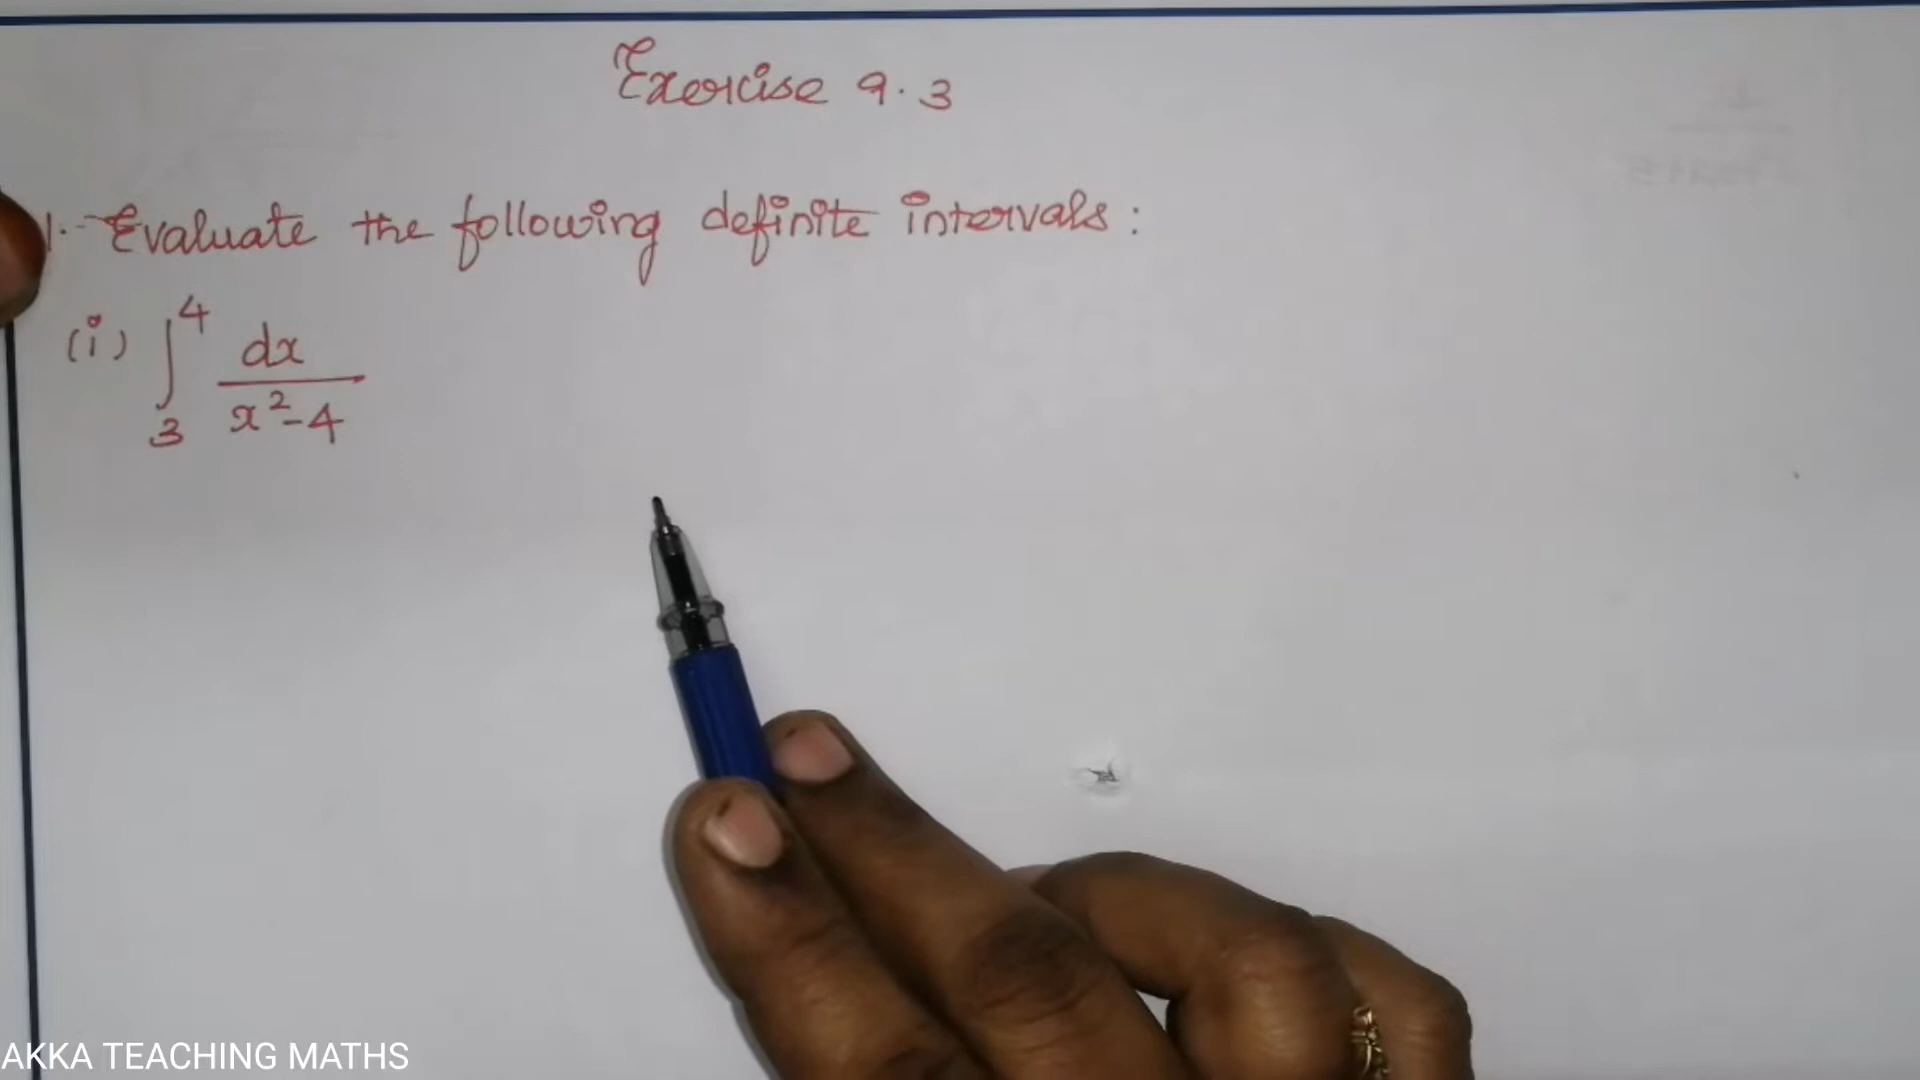 Exercise 9.3
1. Evaluate the following definite intervals:
(i) ∫₃⁴ dx / x²-4
AKKA TEACHING MATHS